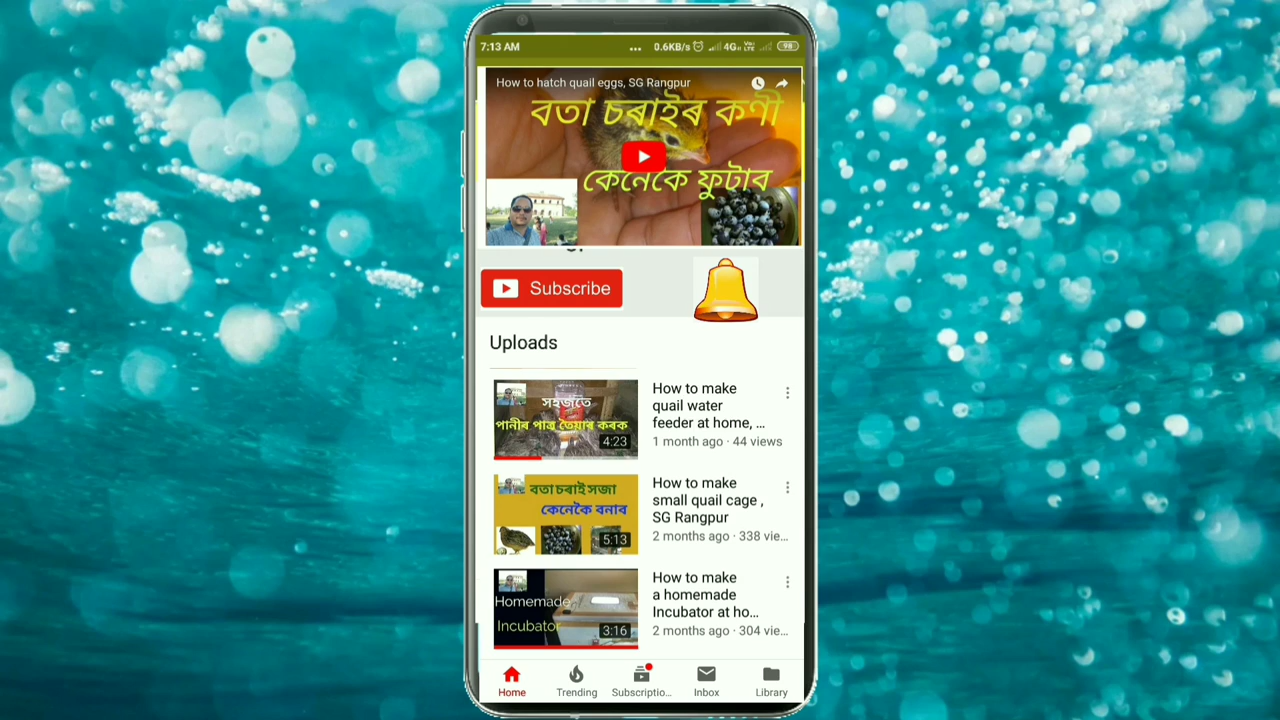 7:13 AM
... 0.6KB/s 4G Vo LTE 98
How to hatch quail eggs, SG Rangpur
বতা চৰাইৰ কণী
কেনেকে ফুটাব
Subscribe
Uploads
সহজতে
পানীৰ পাত্ৰ তৈয়াৰ কৰক
4:23
How to make
quail water
feeder at home, ...
1 month ago · 44 views
বতা চৰাই সজা
কেনেকৈ বনাব
5:13
How to make
small quail cage ,
SG Rangpur
2 months ago · 338 vie...
Homemade
Incubator
3:16
How to make
a homemade
Incubator at ho...
2 months ago · 304 vie...
Home
Trending
Subscriptio...
Inbox
Library